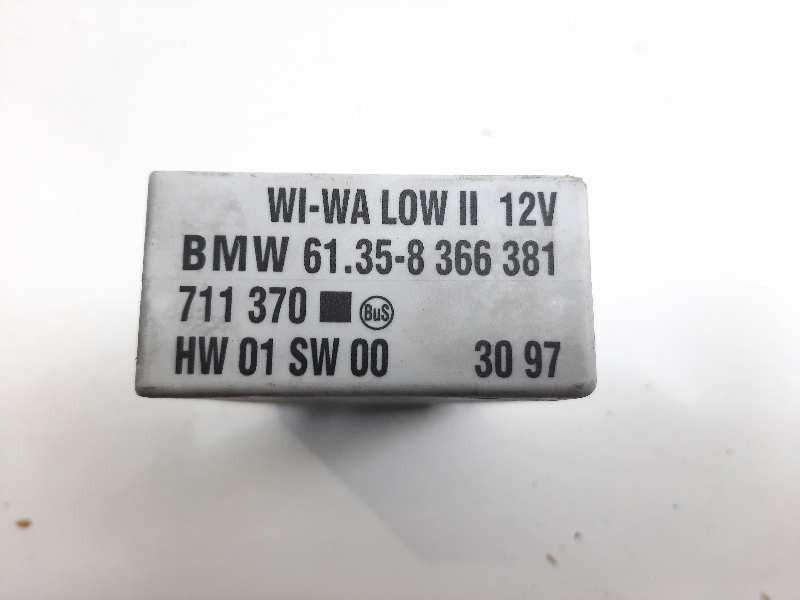 WI-WA LOW II 12V
BMW 61.35-8 366 381
711 370 ■ BuS
HW 01 SW 00 30 97